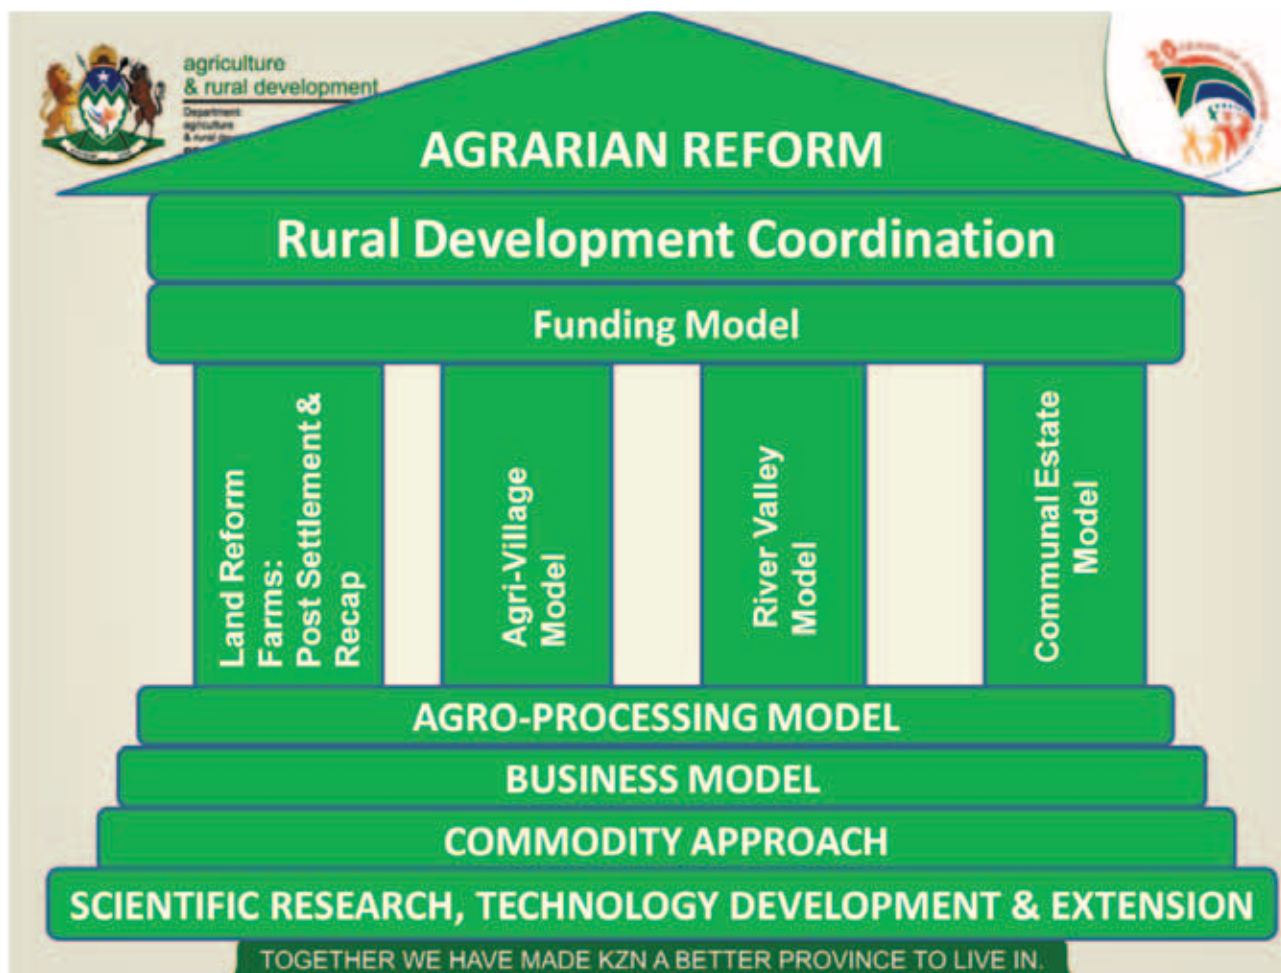 agriculture
& rural development
Department:
agriculture
& rural
AGRARIAN REFORM
Rural Development Coordination
Funding Model
Land Reform
Farms:
Post Settlement &
Recap
Agri-Village
Model
River Valley
Model
Communal Estate
Model
AGRO-PROCESSING MODEL
BUSINESS MODEL
COMMODITY APPROACH
SCIENTIFIC RESEARCH, TECHNOLOGY DEVELOPMENT & EXTENSION
TOGETHER WE HAVE MADE KZN A BETTER PROVINCE TO LIVE IN.
20